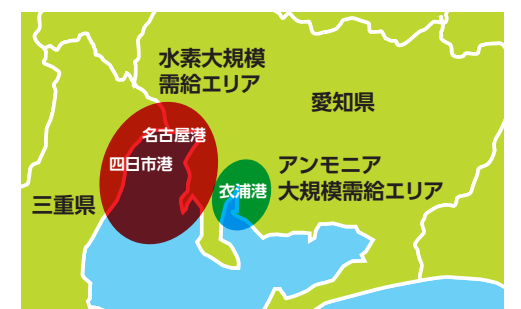 水素大規模
需給エリア
愛知県
名古屋港
四日市港
アンモニア
大規模需給エリア
衣浦港
三重県